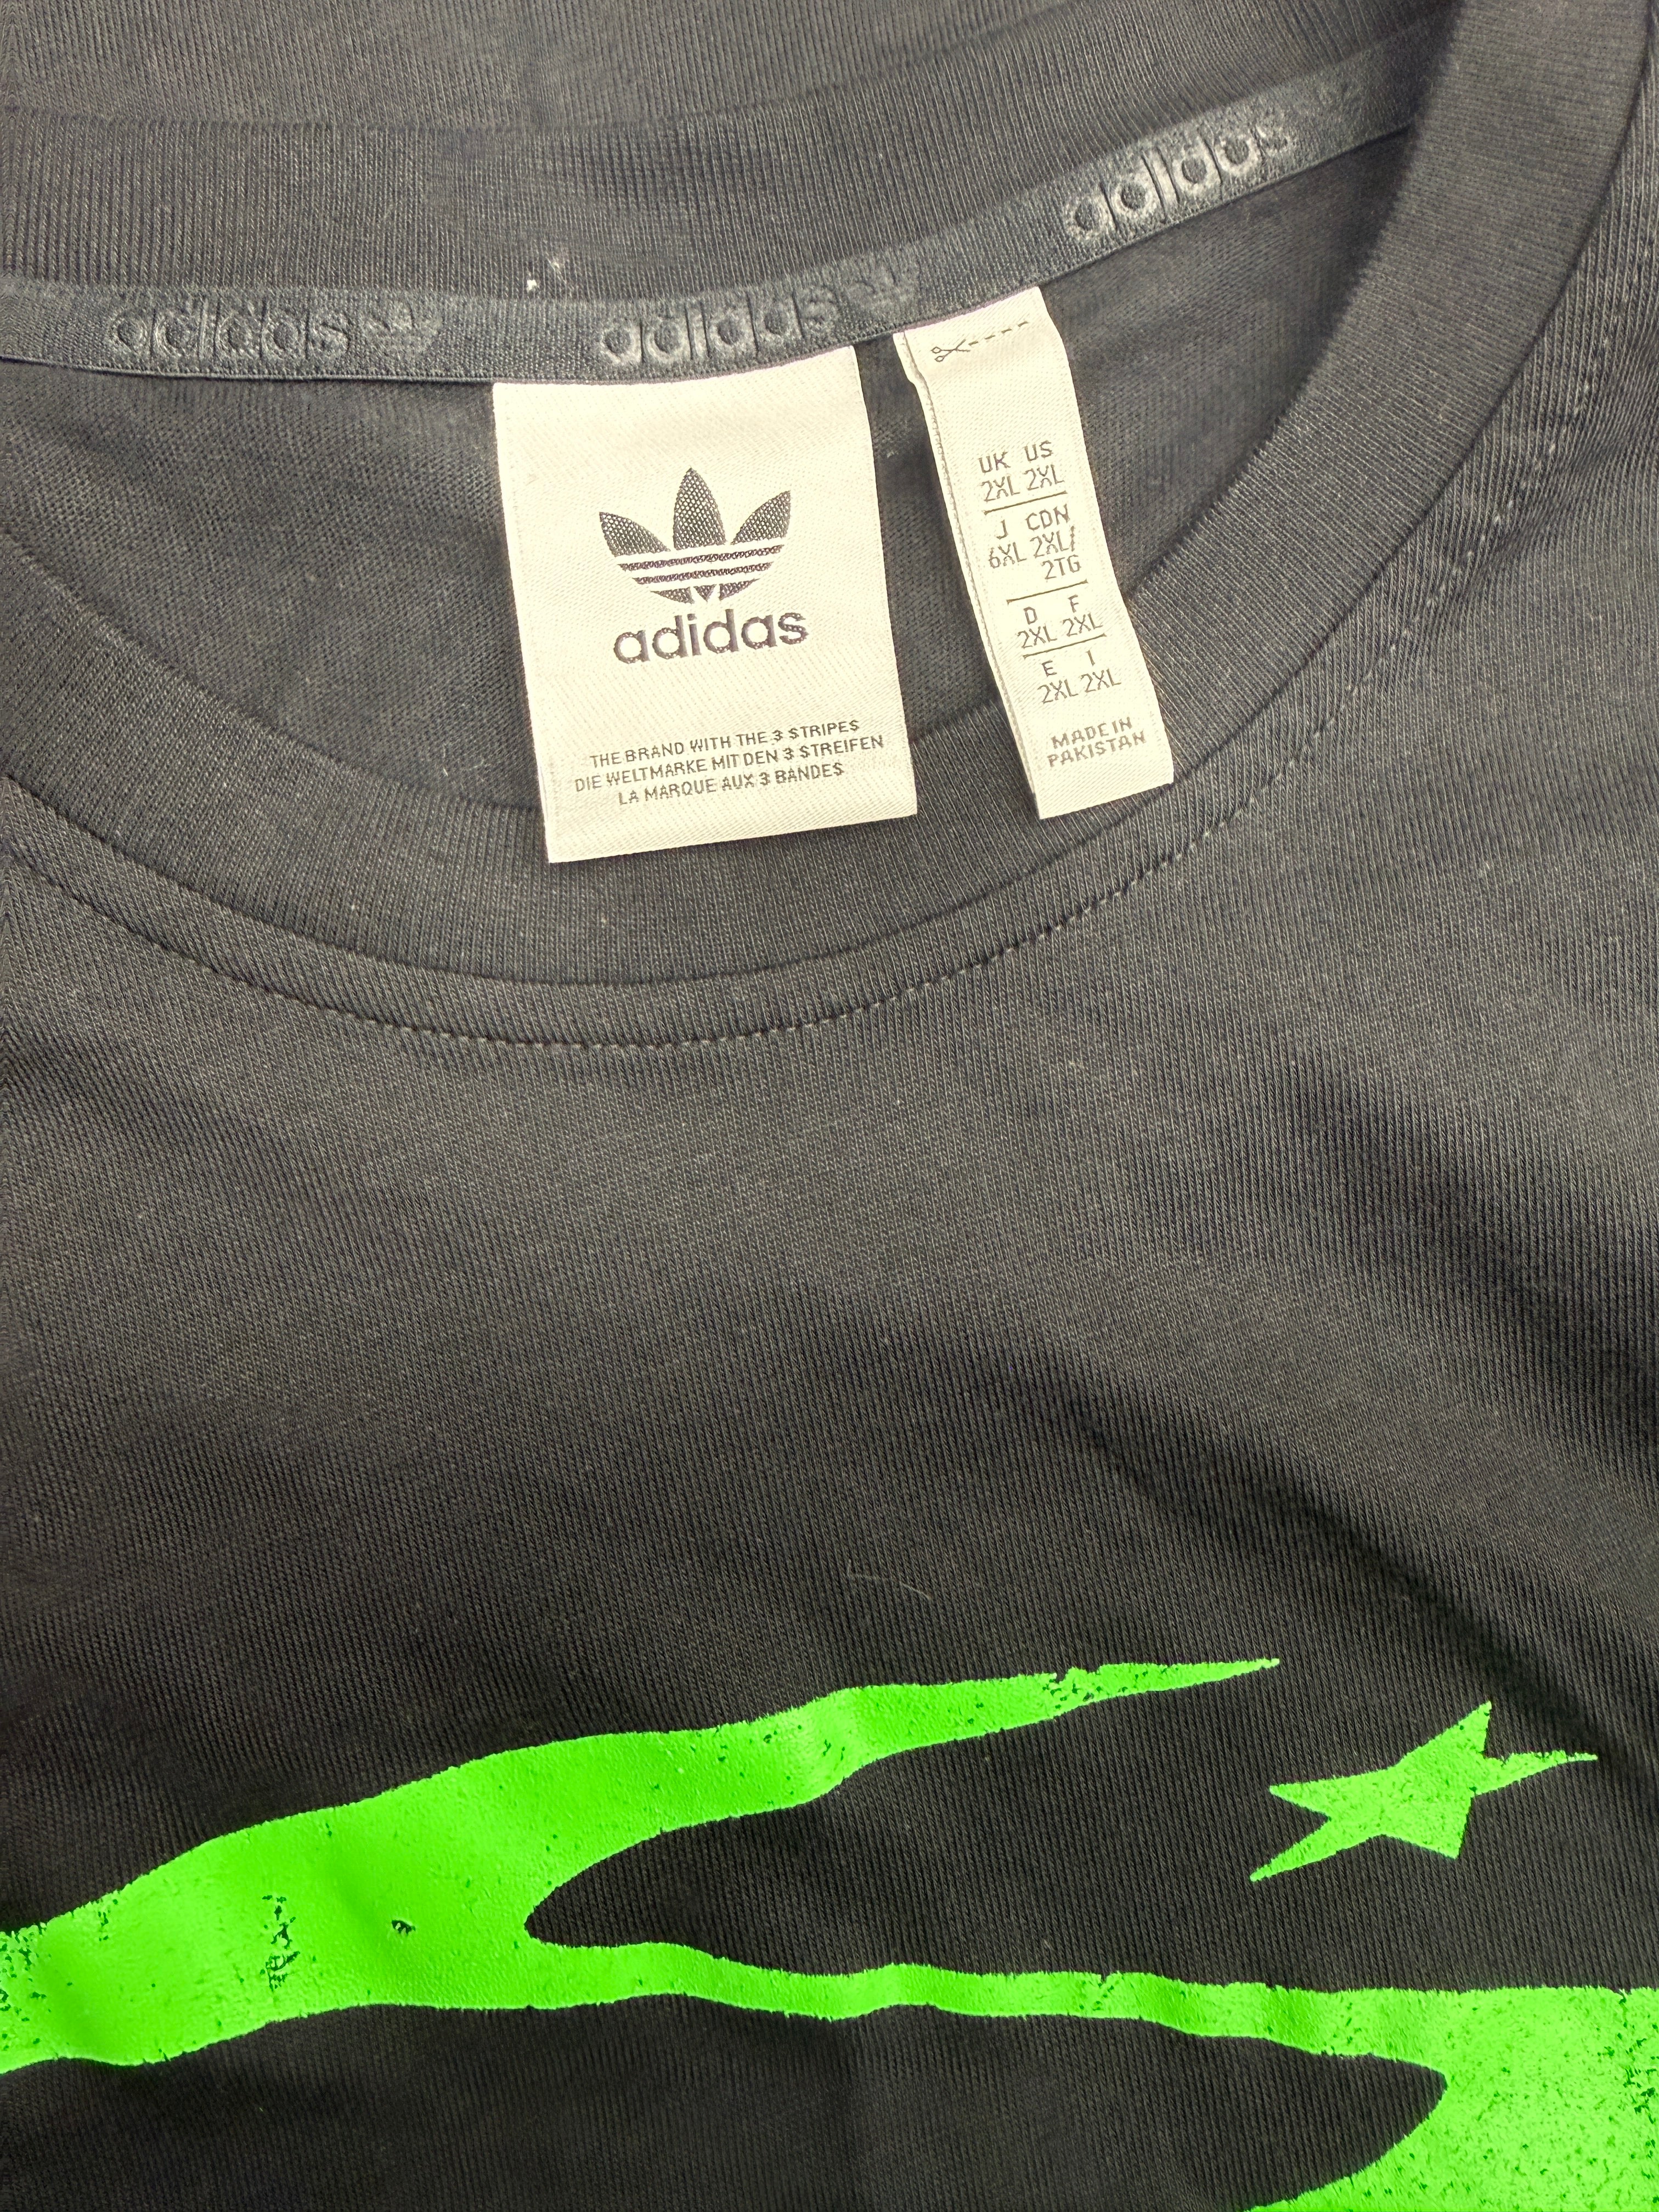 adidas adidas adidas
adidas
THE BRAND WITH THE 3 STRIPES
DIE WELTMARKE MIT DEN 3 STREIFEN
LA MARQUE AUX 3 BANDES
UK US
2XL 2XL
J CDN
6XL 2XL/
2TG
D F
2XL 2XL
E I
2XL 2XL
MADE IN
PAKISTAN